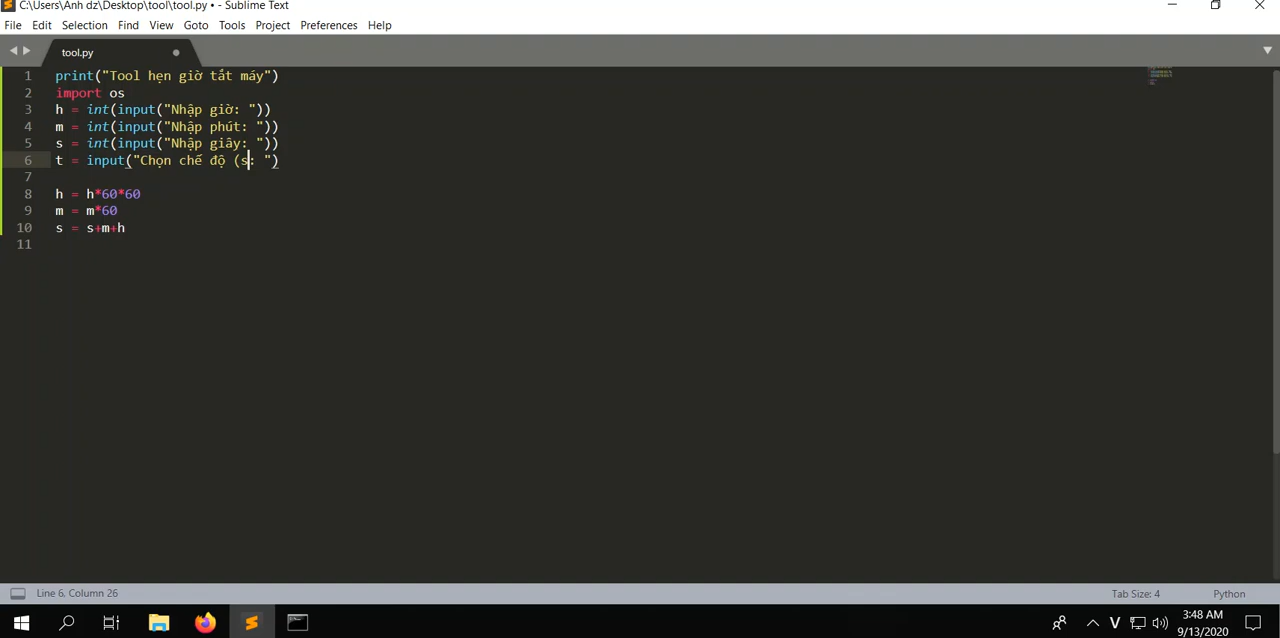 C:\Users\Anh dz\Desktop\tool\tool.py • - Sublime Text
File Edit Selection Find View Goto Tools Project Preferences Help
tool.py
1 print("Tool hẹn giờ tắt máy")
2 import os
3 h = int(input("Nhập giờ: "))
4 m = int(input("Nhập phút: "))
5 s = int(input("Nhập giây: "))
6 t = input("Chọn chế độ (s: ")
7
8 h = h*60*60
9 m = m*60
10 s = s+m+h
11
Line 6, Column 26
Tab Size: 4
Python
V
3:48 AM
9/13/2020